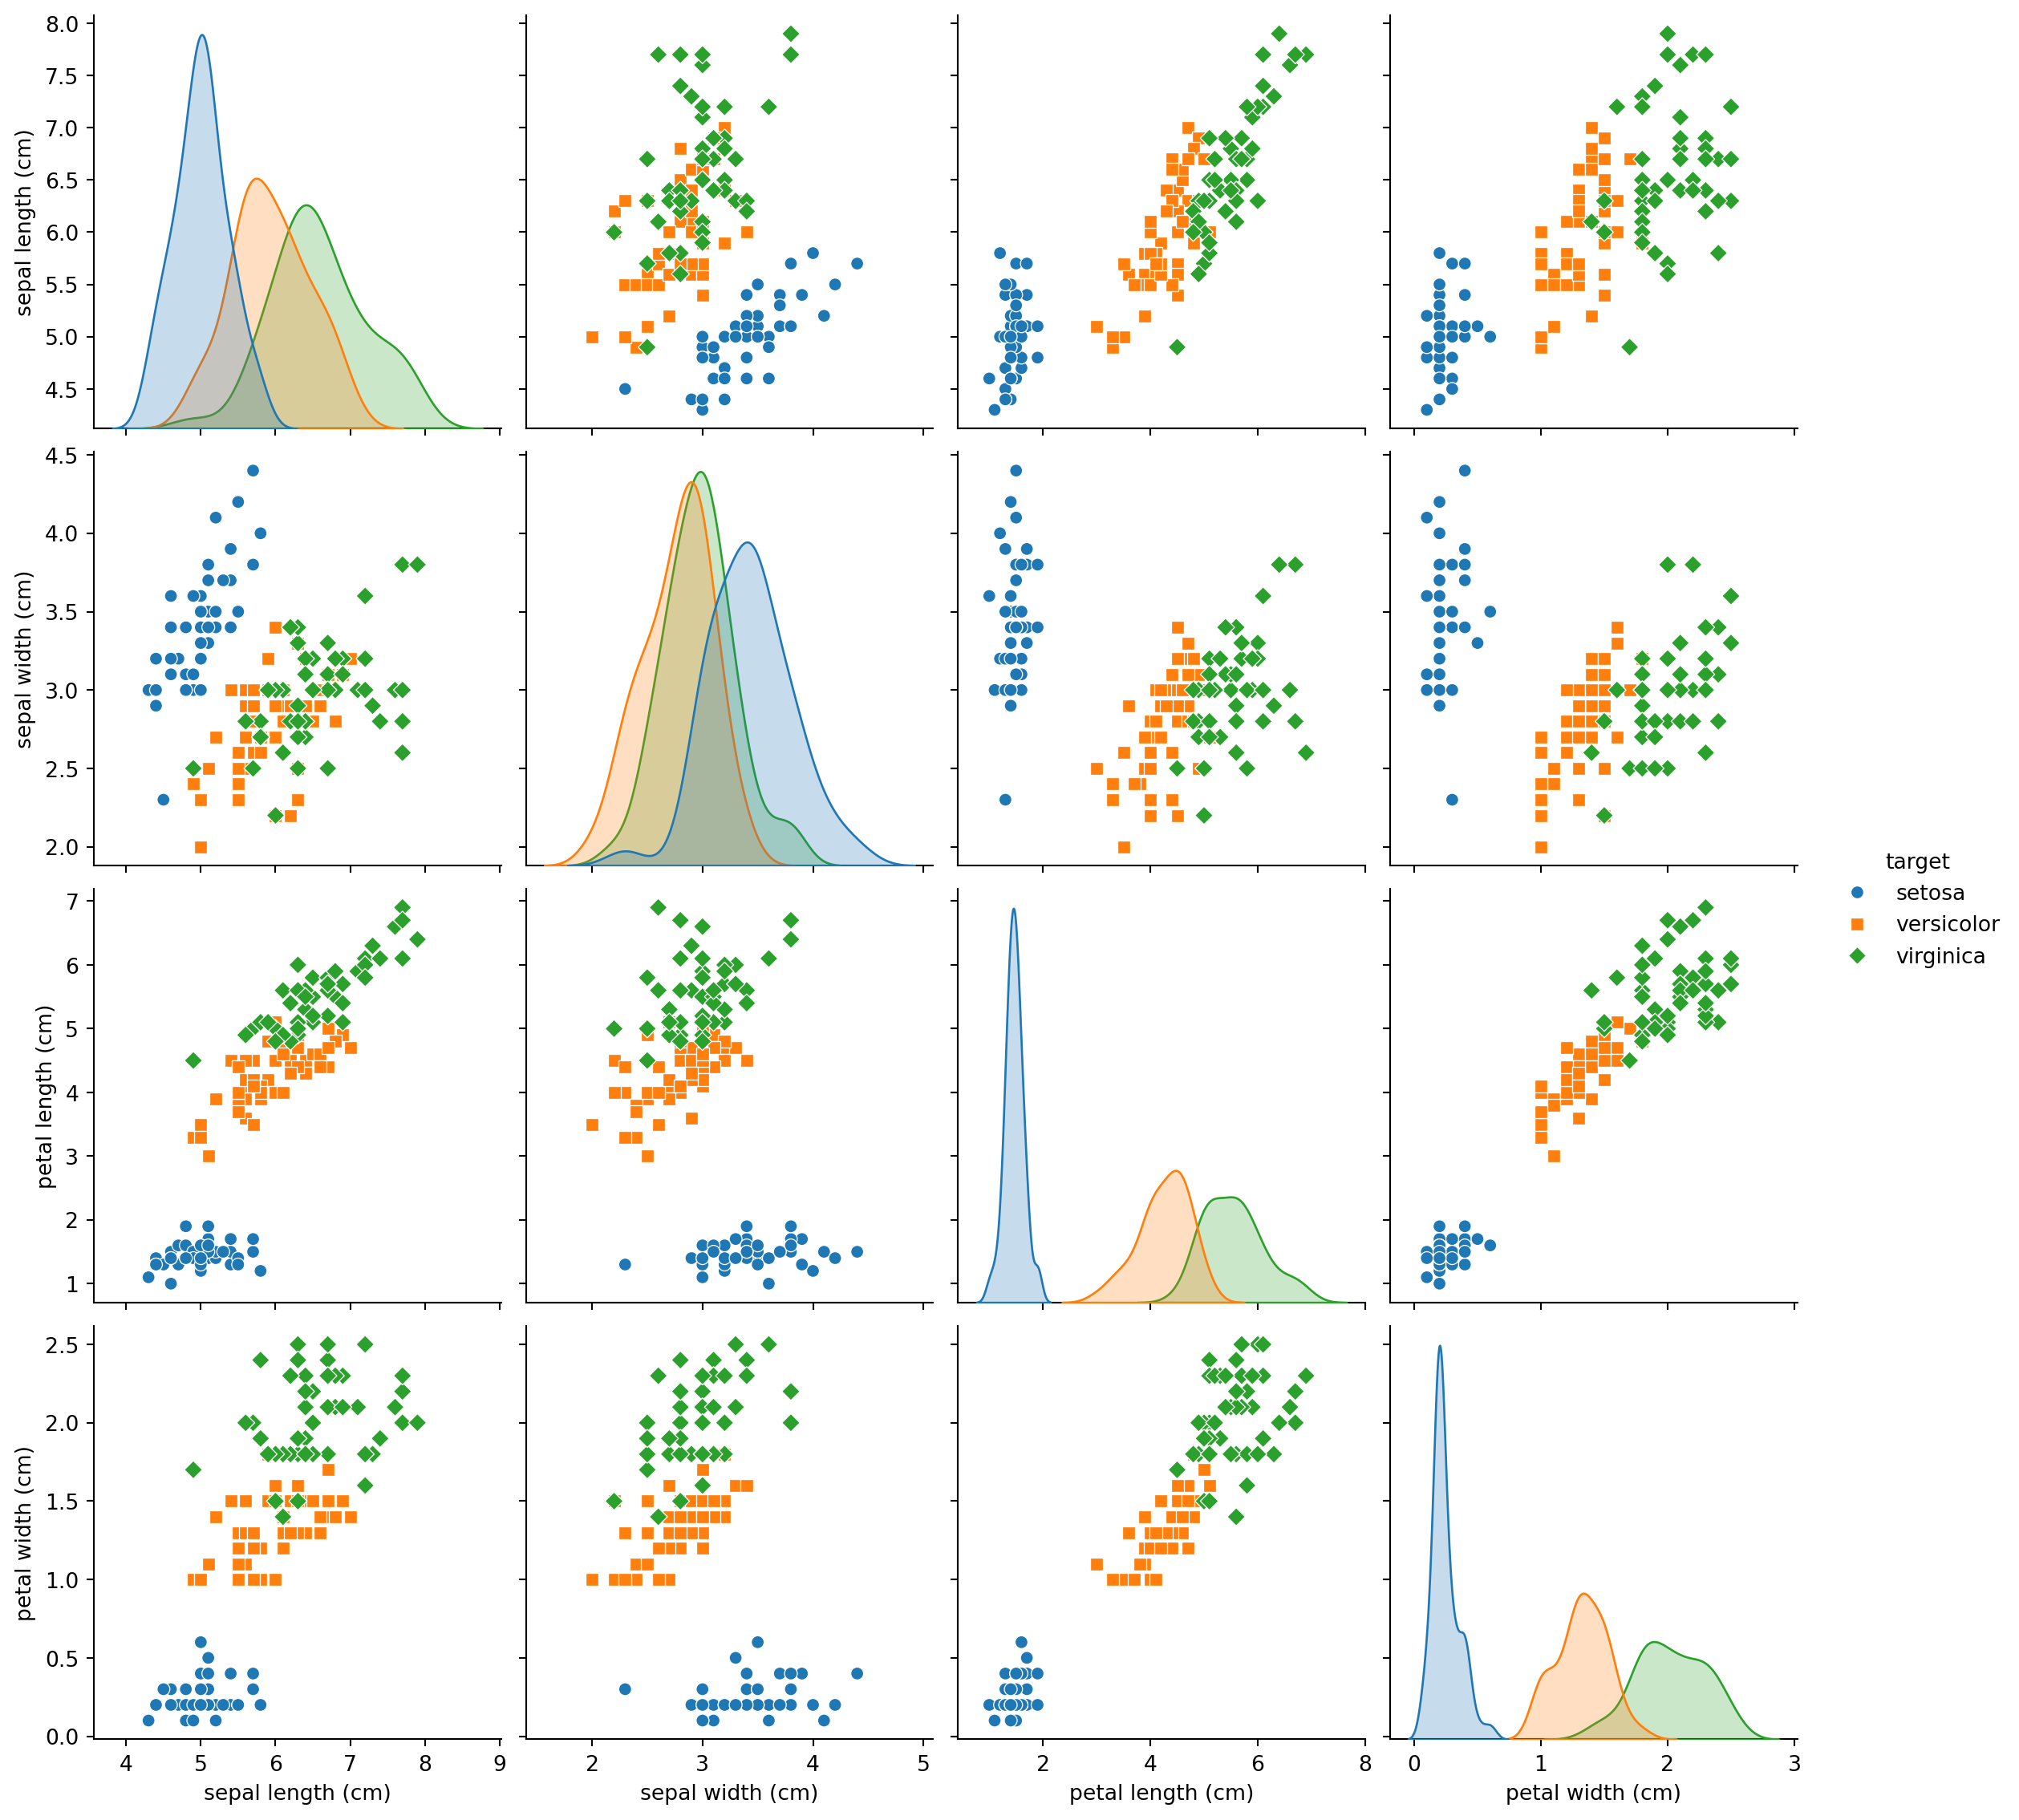 8.0
7.5
7.0
6.5
6.0
5.5
5.0
4.5
sepal length (cm)
4.5
4.0
3.5
3.0
2.5
2.0
sepal width (cm)
target
setosa
versicolor
virginica
7
6
5
4
3
2
1
petal length (cm)
2.5
2.0
1.5
1.0
0.5
0.0
petal width (cm)
4 5 6 7 8 9
sepal length (cm)
2 3 4 5
sepal width (cm)
2 4 6 8
petal length (cm)
0 1 2 3
petal width (cm)